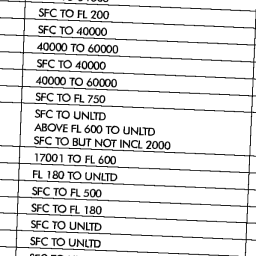 SFC TO FL 200
SFC TO 40000
40000 TO 60000
SFC TO 40000
40000 TO 60000
SFC TO FL 750
SFC TO UNLTD
ABOVE FL 600 TO UNLTD
SFC TO BUT NOT INCL 2000
17001 TO FL 600
FL 180 TO UNLTD
SFC TO FL 500
SFC TO FL 180
SFC TO UNLTD
SFC TO UNLTD